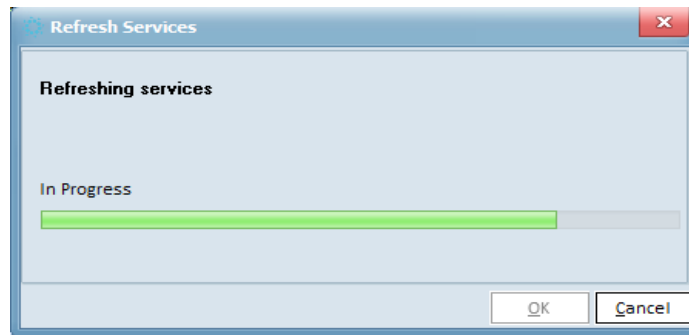 Refresh Services
Refreshing services
In Progress
OK
Cancel